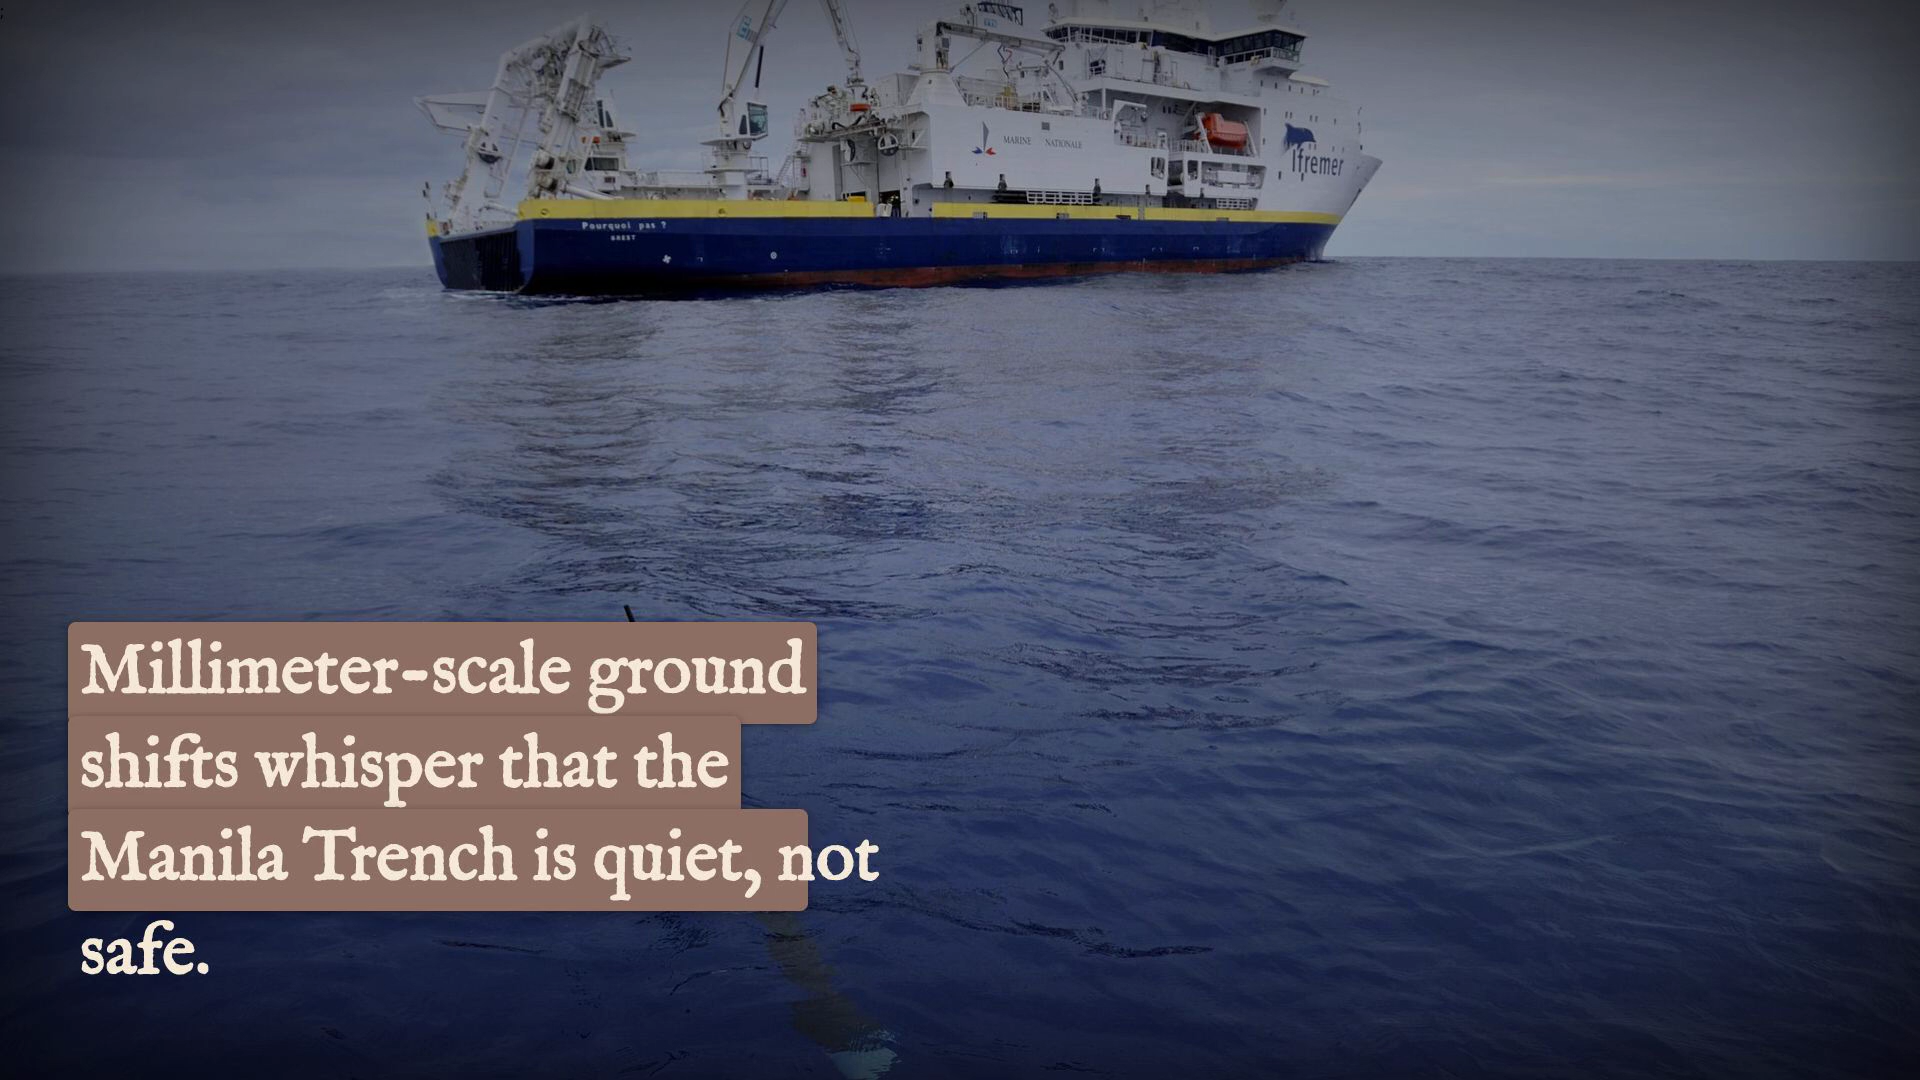 ;
MARINE NATIONALE
Ifremer
Pourquoi pas ?
BREST
Millimeter-scale ground
shifts whisper that the
Manila Trench is quiet, not
safe.